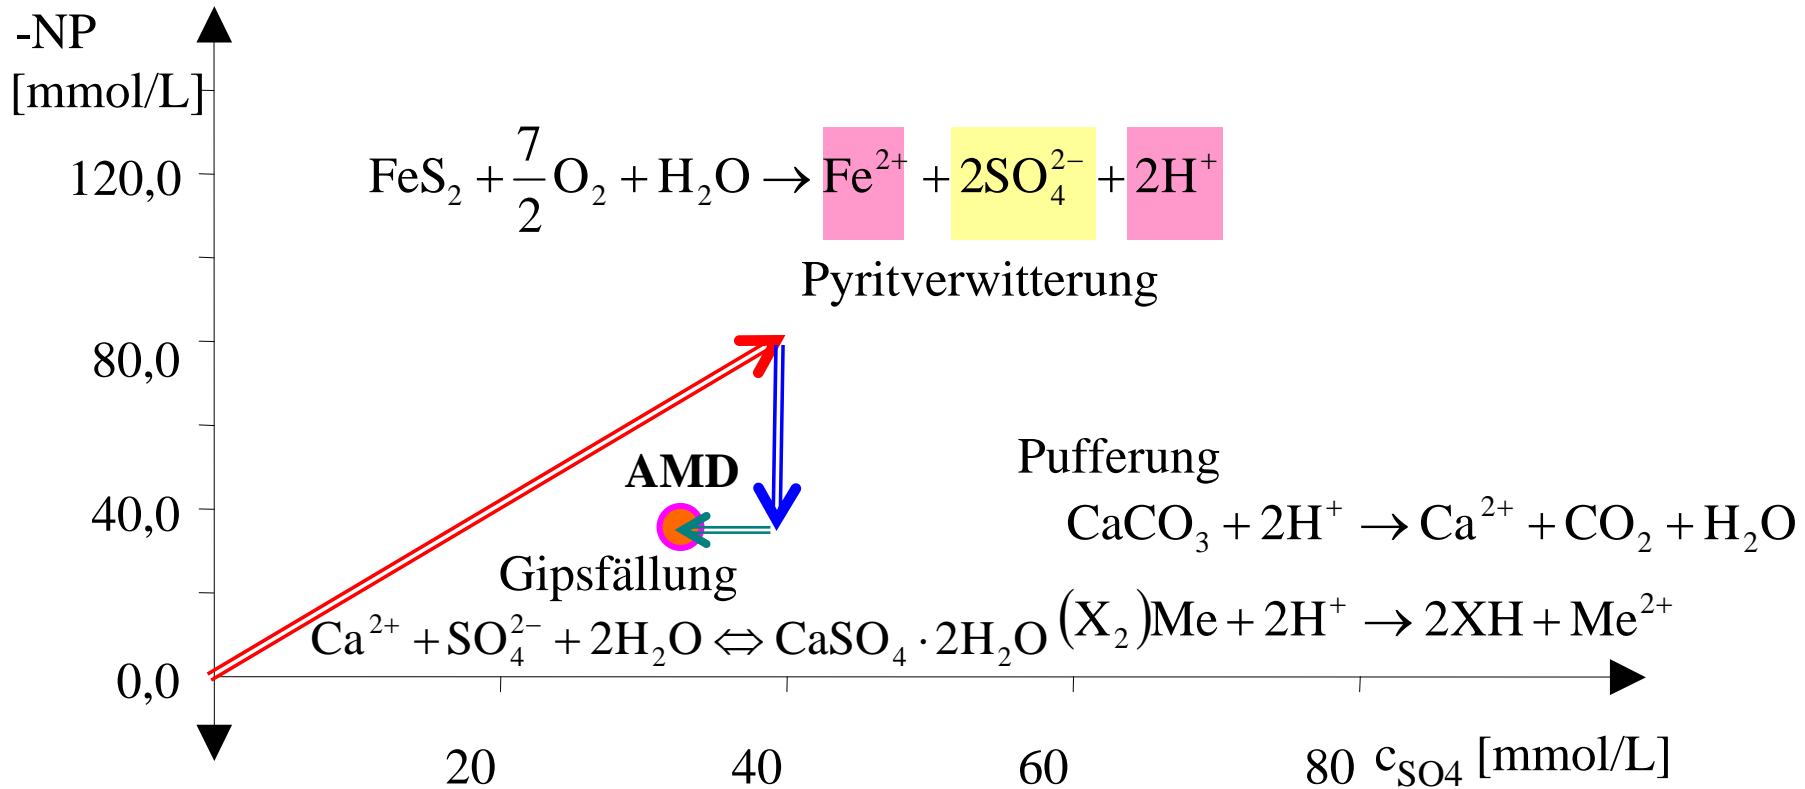 -NP
[mmol/L]
120,0
FeS₂ + 7/2 O₂ + H₂O → Fe²⁺ + 2SO₄²⁻ + 2H⁺
Pyritverwitterung
80,0
Pufferung
AMD
40,0
CaCO₃ + 2H⁺ → Ca²⁺ + CO₂ + H₂O
Gipsfällung
(X₂)Me + 2H⁺ → 2XH + Me²⁺
Ca²⁺ + SO₄²⁻ + 2H₂O ⇔ CaSO₄ · 2H₂O
0,0
20 40 60 80 c_SO4 [mmol/L]